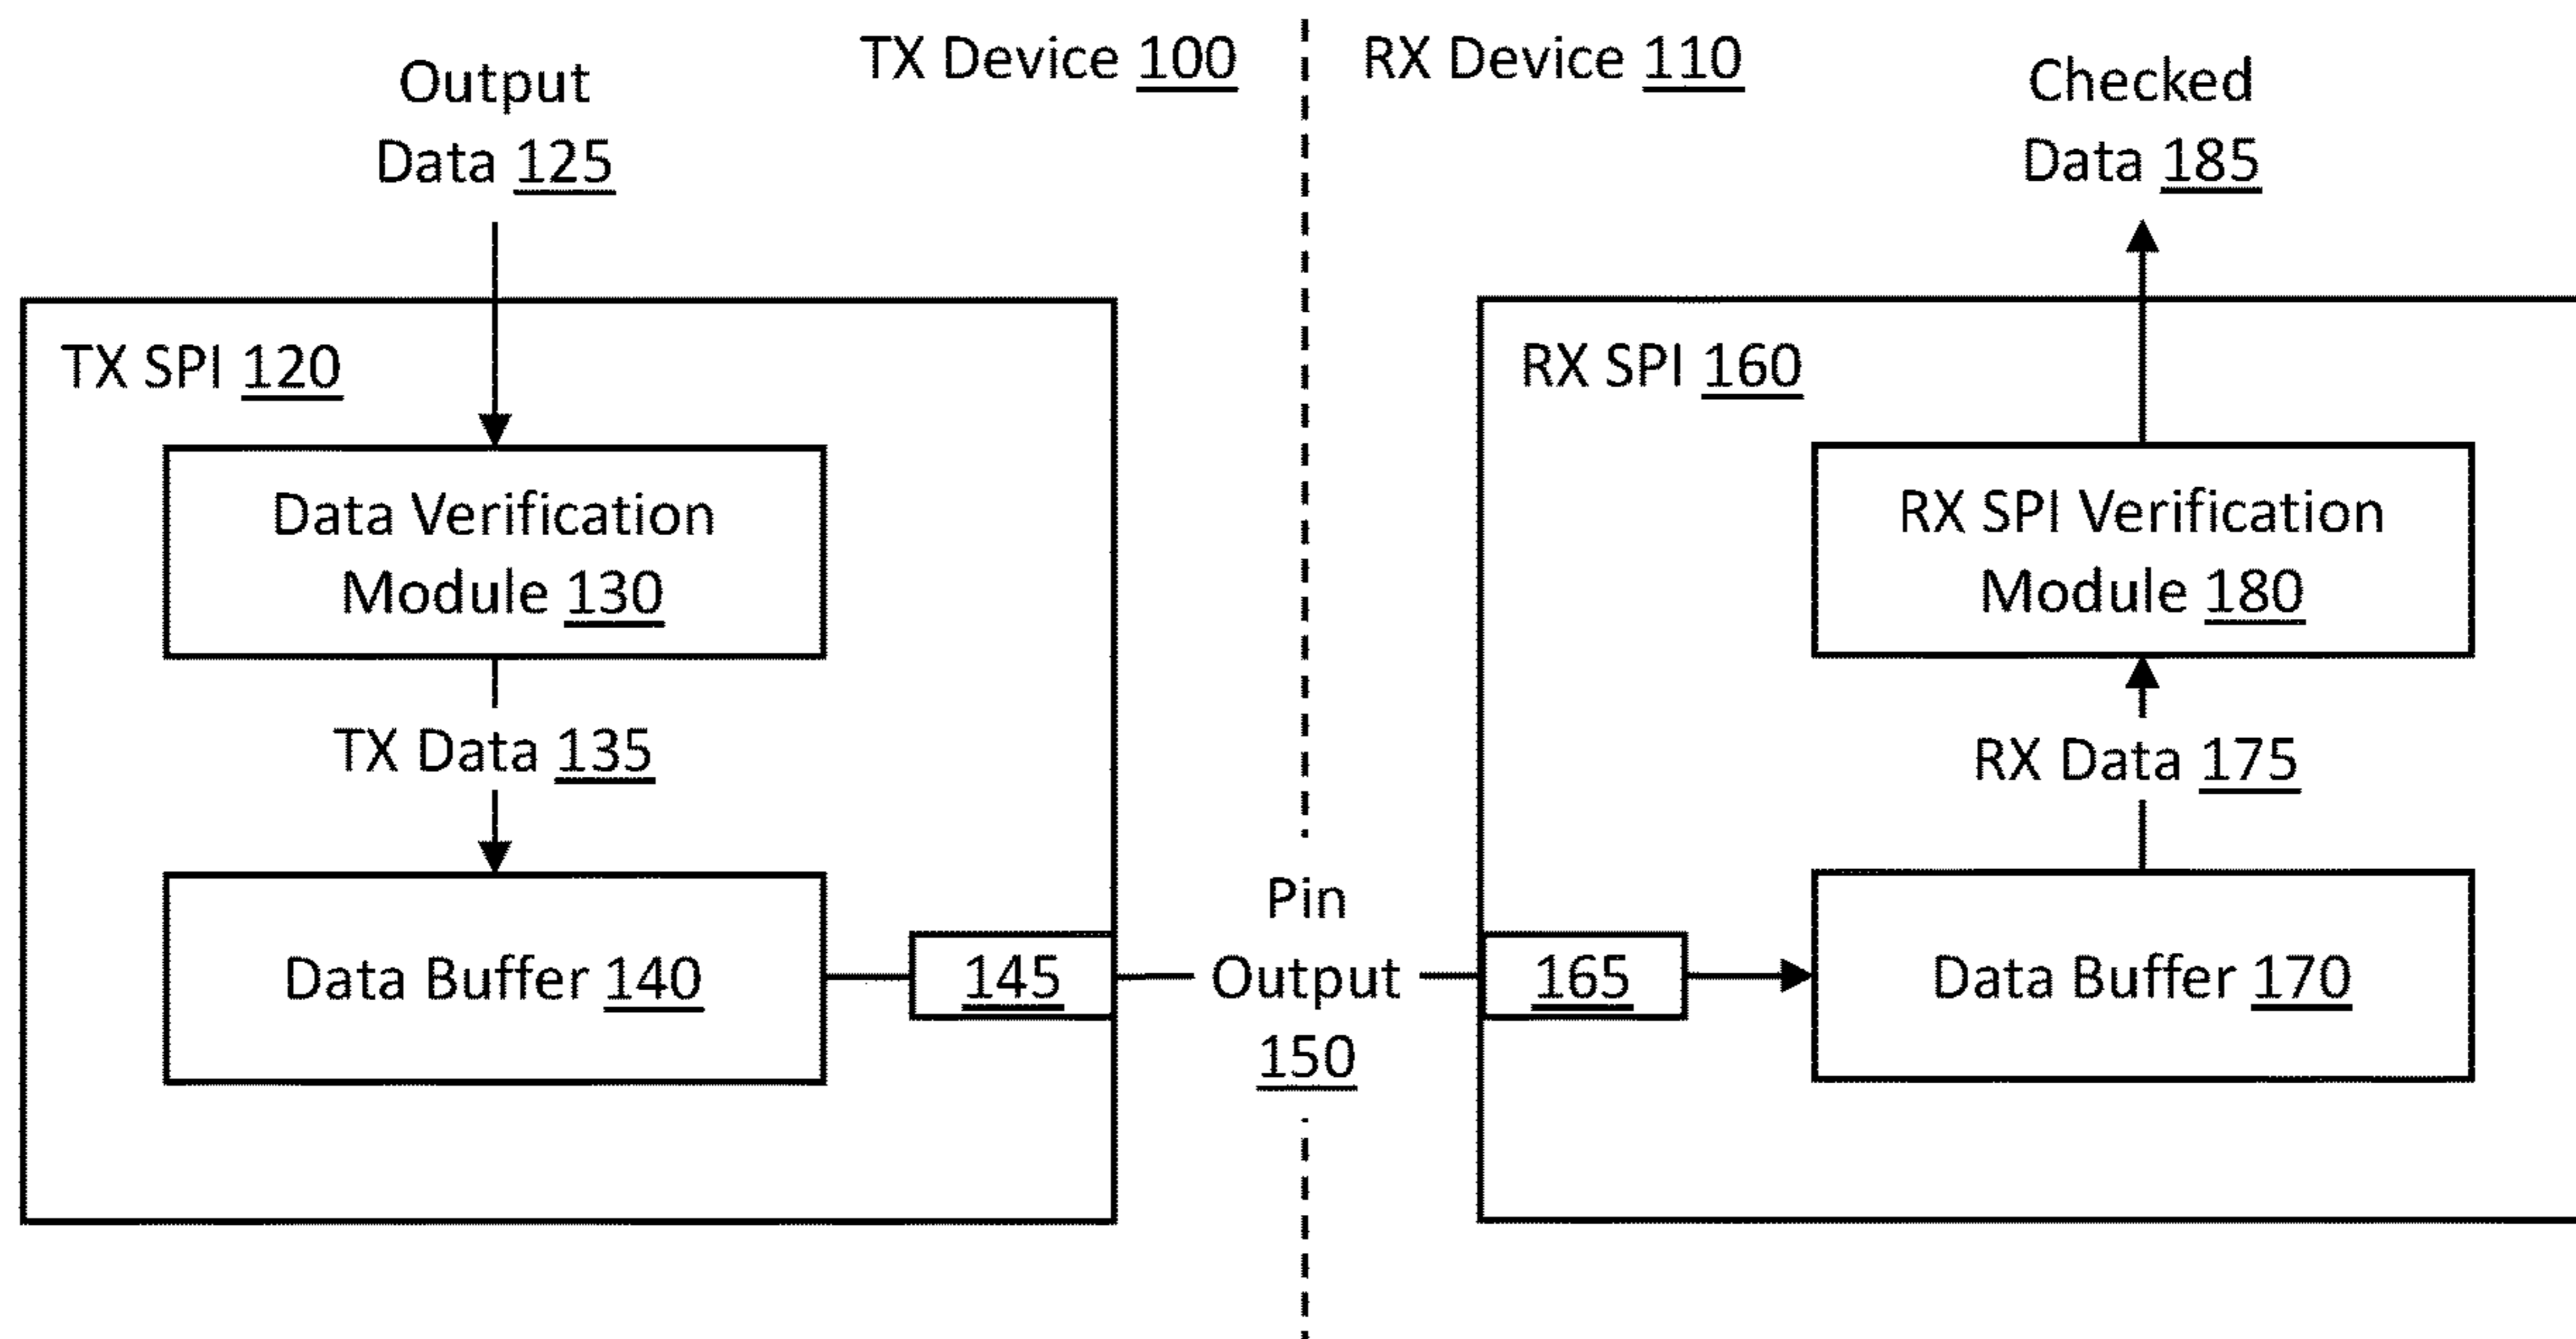 Output
Data 125
TX Device 100
RX Device 110
Checked
Data 185
TX SPI 120
Data Verification
Module 130
TX Data 135
Data Buffer 140
145
Pin
Output
150
RX SPI 160
RX SPI Verification
Module 180
RX Data 175
165
Data Buffer 170